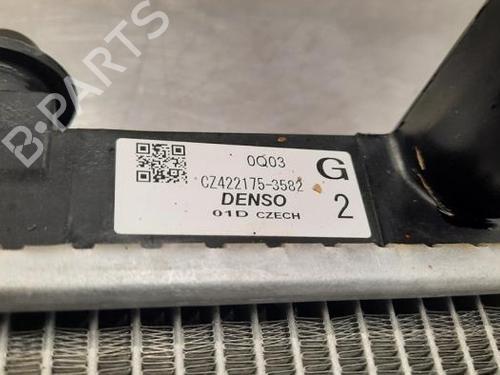 0Q03
G
CZ422175-3582
DENSO
2
01D CZECH
B-PARTS